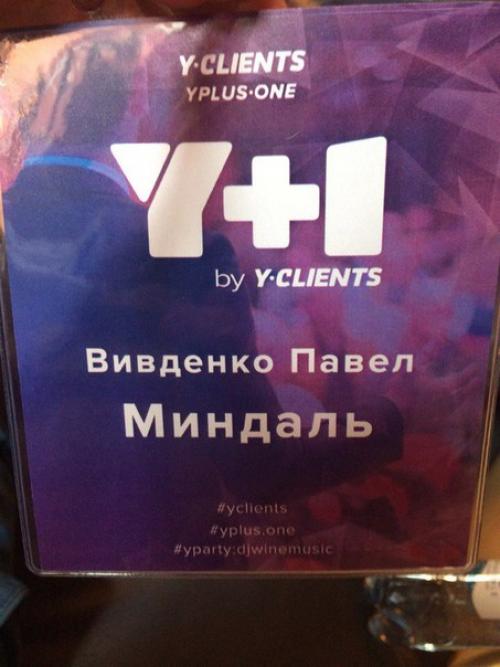 Y·CLIENTS
YPLUS·ONE
Y+1
by Y·CLIENTS
Вивденко Павел
Миндаль
#yclients
#yplus.one
#yparty:djwinemusic